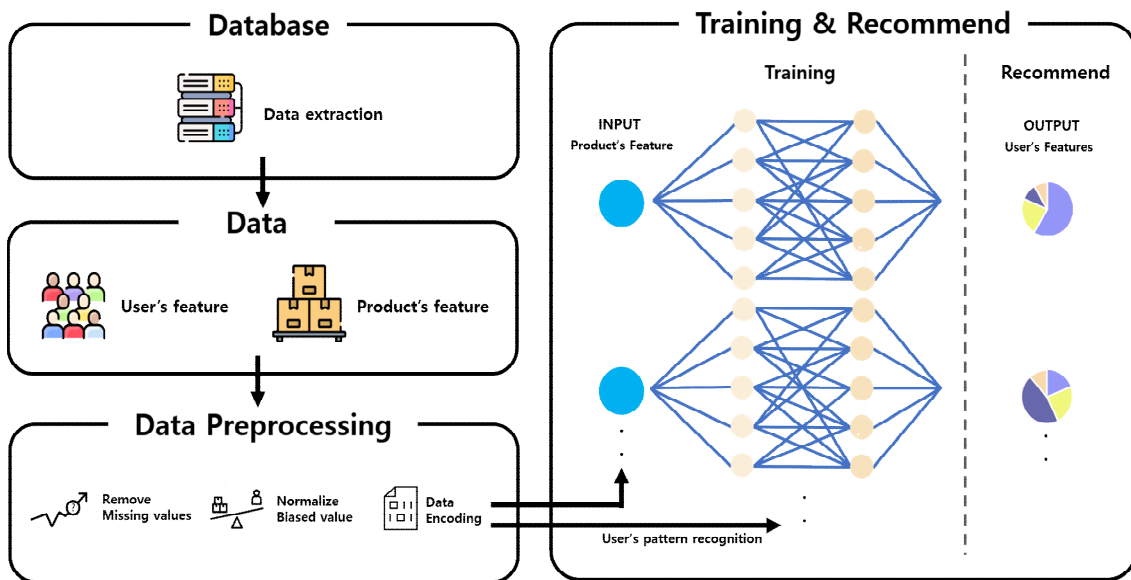 Database
Data extraction
Data
User's feature
Product's feature
Data Preprocessing
Remove
Missing values
Normalize
Biased value
Data
Encoding
Training & Recommend
Training
Recommend
INPUT
Product's Feature
OUTPUT
User's Features
User's pattern recognition